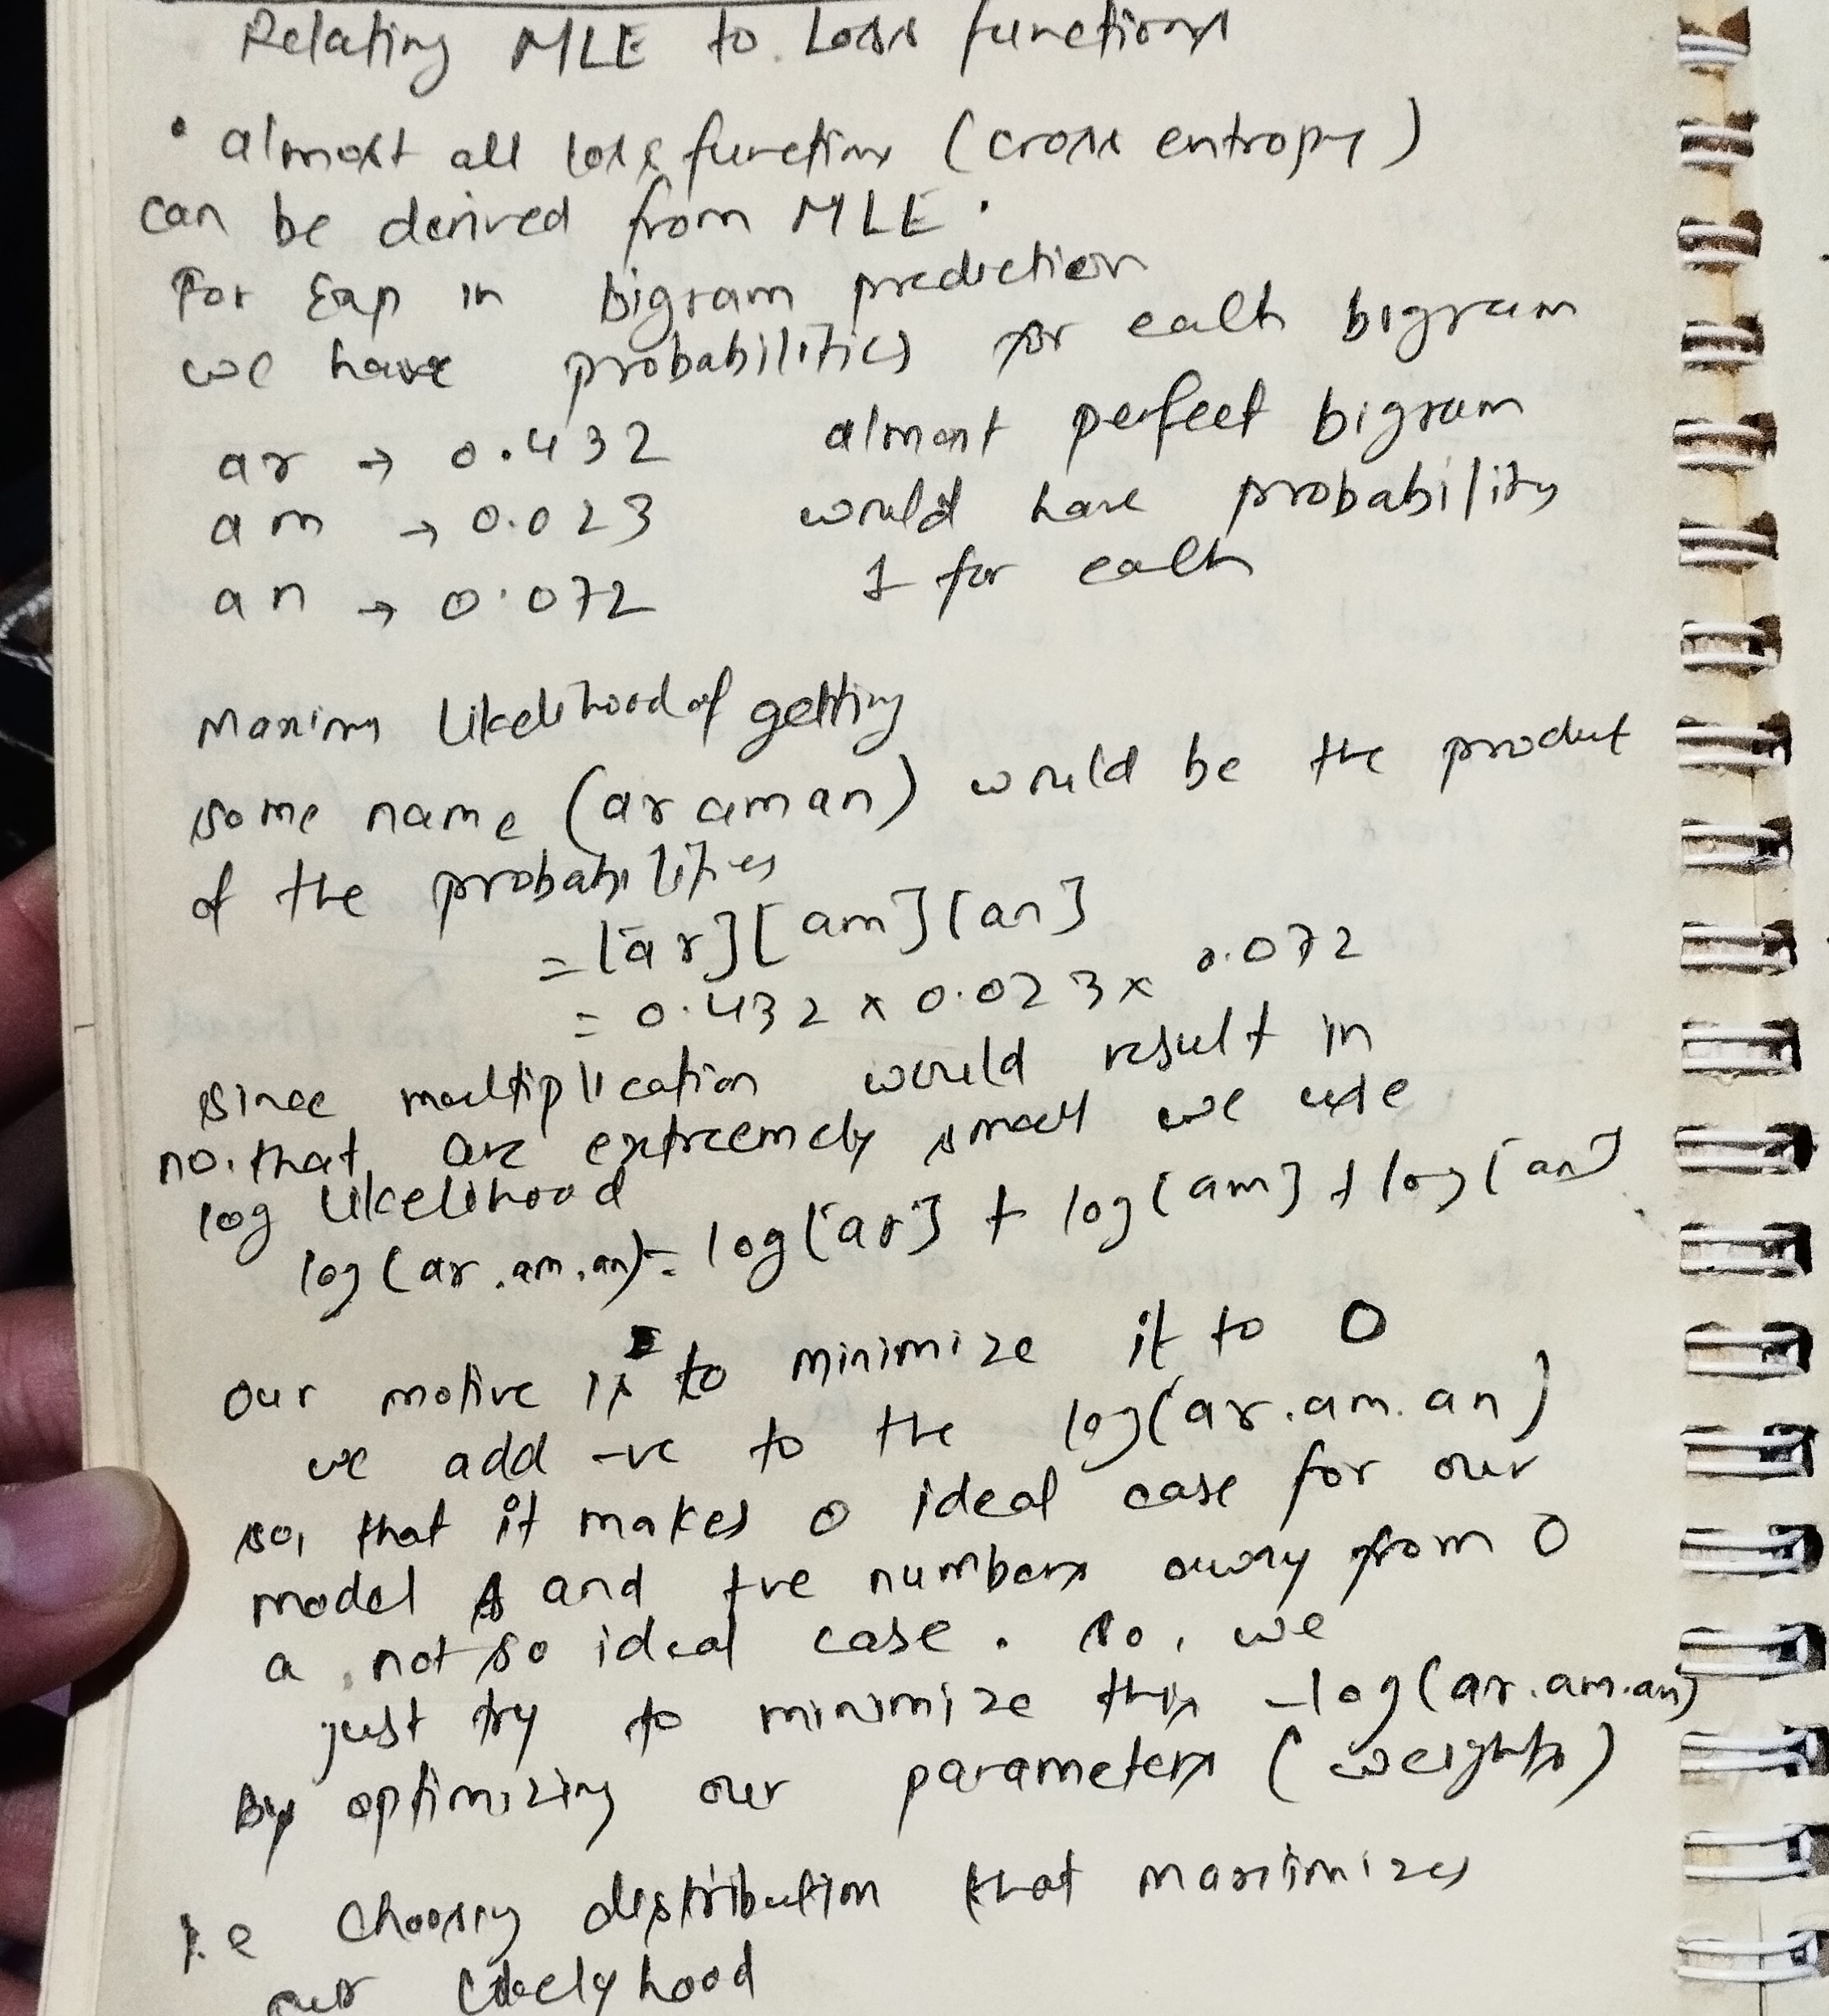 Relating MLE to Loss functions
• almost all loss functions (cross entropy)
can be derived from MLE.
For Exp in bigram prediction
we have probabilities for each bigram
ar → 0.432 almost perfect bigram
am → 0.023 would have probability
an → 0.072 1 for each
Maximum Likelihood of getting
some name (ar am an) would be the product
of the probabilities
= [ar][am][an]
= 0.432 x 0.023 x 0.072
since multiplication would result in
no. that are extreemely small we use
log likelihood
log (ar.am.an) = log[ar] + log[am] + log[an]
our motive is to minimize it to 0
we add -ve to the log(ar.am.an)
so, that it makes 0 ideal case for our
model and +ve numbers away from 0
a not so ideal case. so, we
just try to minimize this -log(ar.am.an)
By optimizing our parameters (weights)
i.e choosing distribution that maximizes
our likelyhood